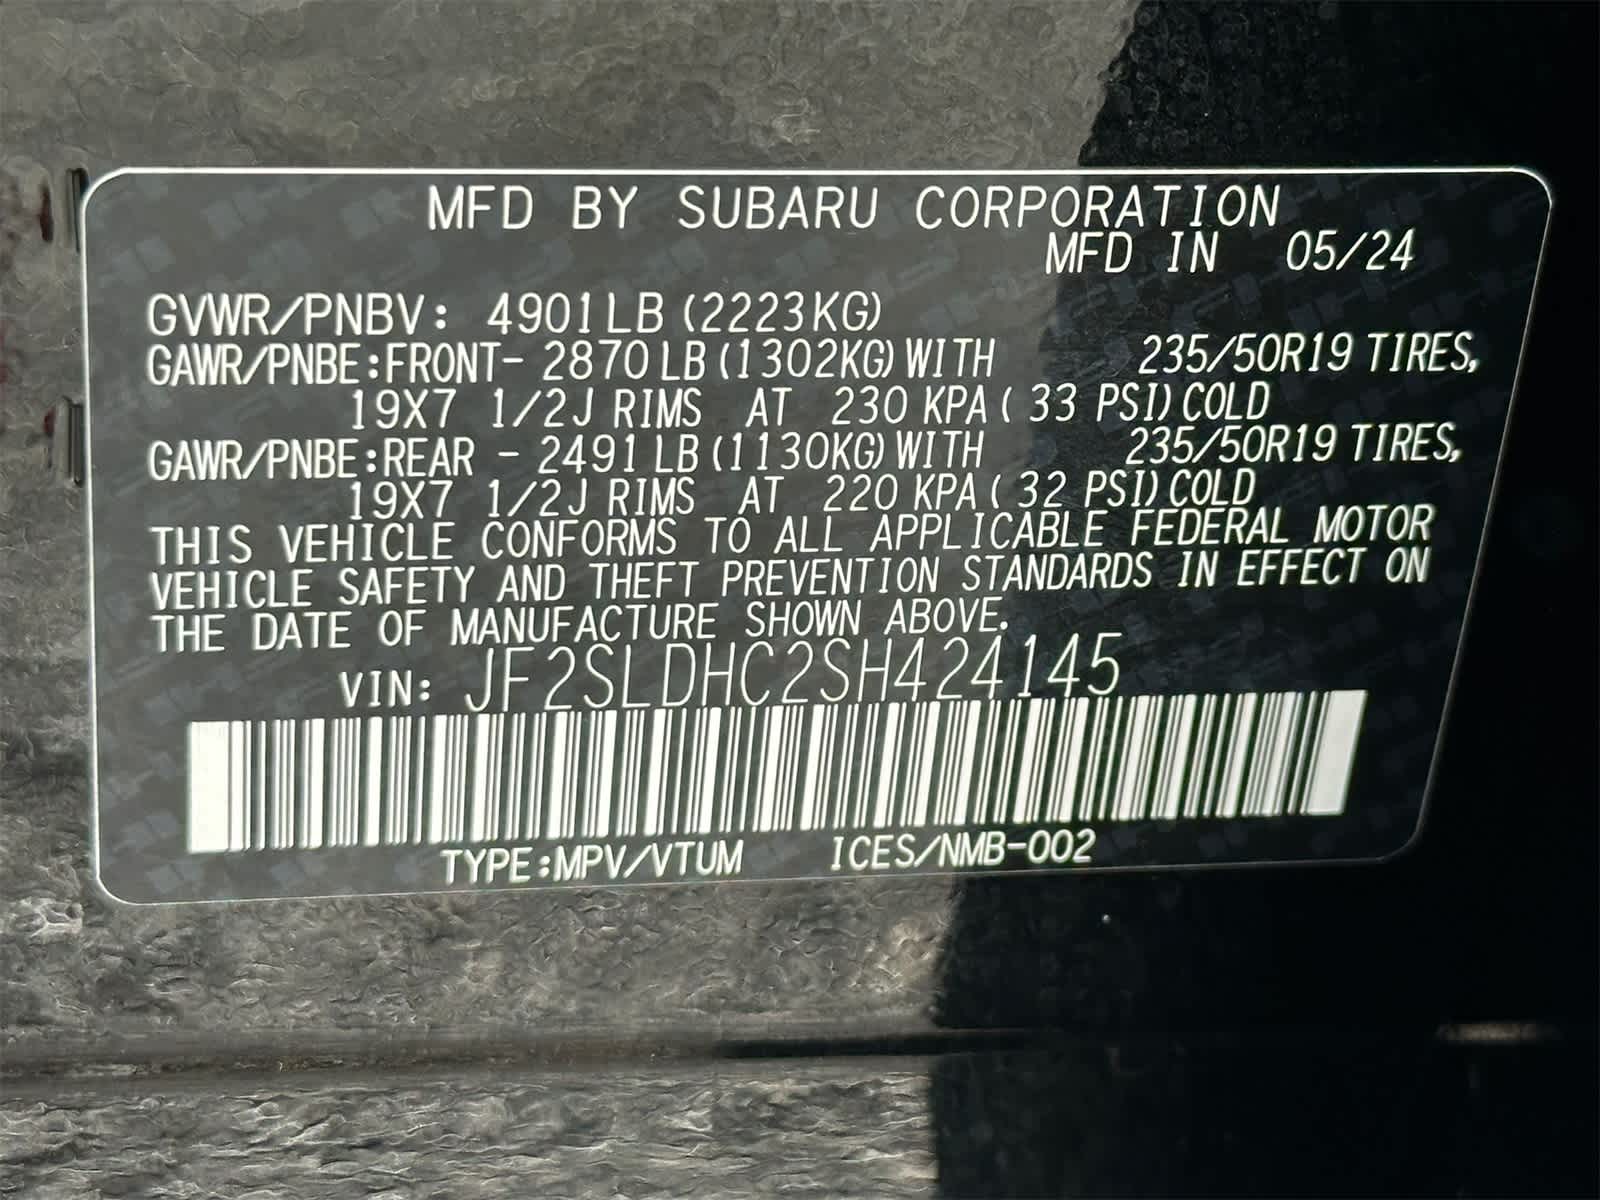 MFD BY SUBARU CORPORATION
MFD IN 05/24
GVWR/PNBV: 4901LB (2223KG)
GAWR/PNBE:FRONT- 2870LB (1302KG) WITH 235/50R19 TIRES,
19X7 1/2J RIMS AT 230 KPA ( 33 PSI) COLD
GAWR/PNBE:REAR - 2491LB (1130KG) WITH 235/50R19 TIRES,
19X7 1/2J RIMS AT 220 KPA ( 32 PSI) COLD
THIS VEHICLE CONFORMS TO ALL APPLICABLE FEDERAL MOTOR
VEHICLE SAFETY AND THEFT PREVENTION STANDARDS IN EFFECT ON
THE DATE OF MANUFACTURE SHOWN ABOVE.
VIN: JF2SLDHC2SH424145
TYPE:MPV/VTUM ICES/NMB-002